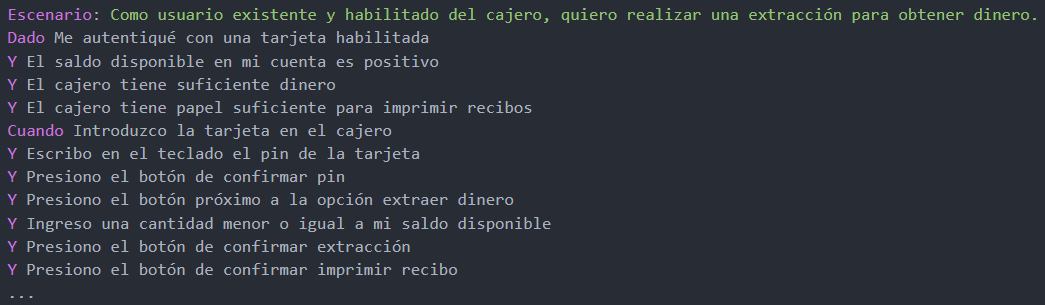 Escenario: Como usuario existente y habilitado del cajero, quiero realizar una extracción para obtener dinero.
Dado Me autentiqué con una tarjeta habilitada
Y El saldo disponible en mi cuenta es positivo
Y El cajero tiene suficiente dinero
Y El cajero tiene papel suficiente para imprimir recibos
Cuando Introduzco la tarjeta en el cajero
Y Escribo en el teclado el pin de la tarjeta
Y Presiono el botón de confirmar pin
Y Presiono el botón próximo a la opción extraer dinero
Y Ingreso una cantidad menor o igual a mi saldo disponible
Y Presiono el botón de confirmar extracción
Y Presiono el botón de confirmar imprimir recibo
...